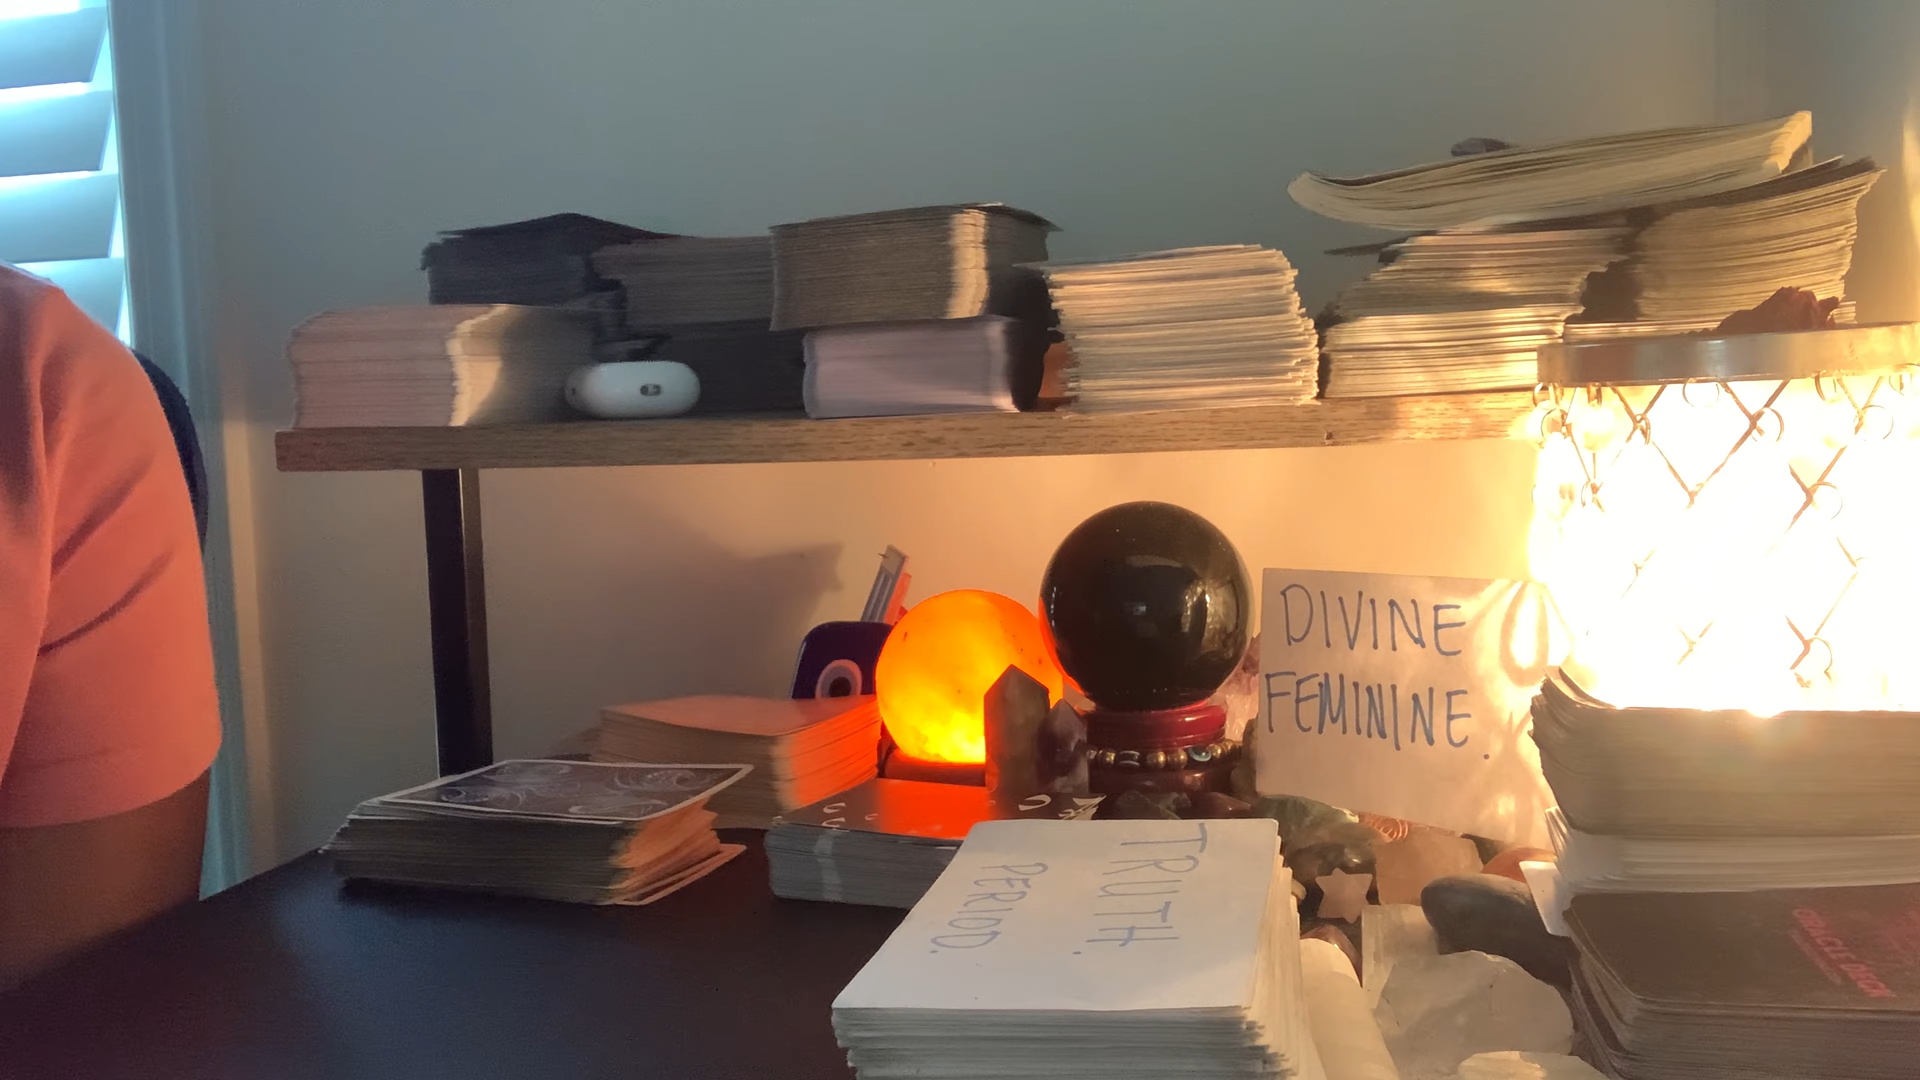 DIVINE
FEMININE.
TRUTH.
PERIOD.
ORACLE DECK